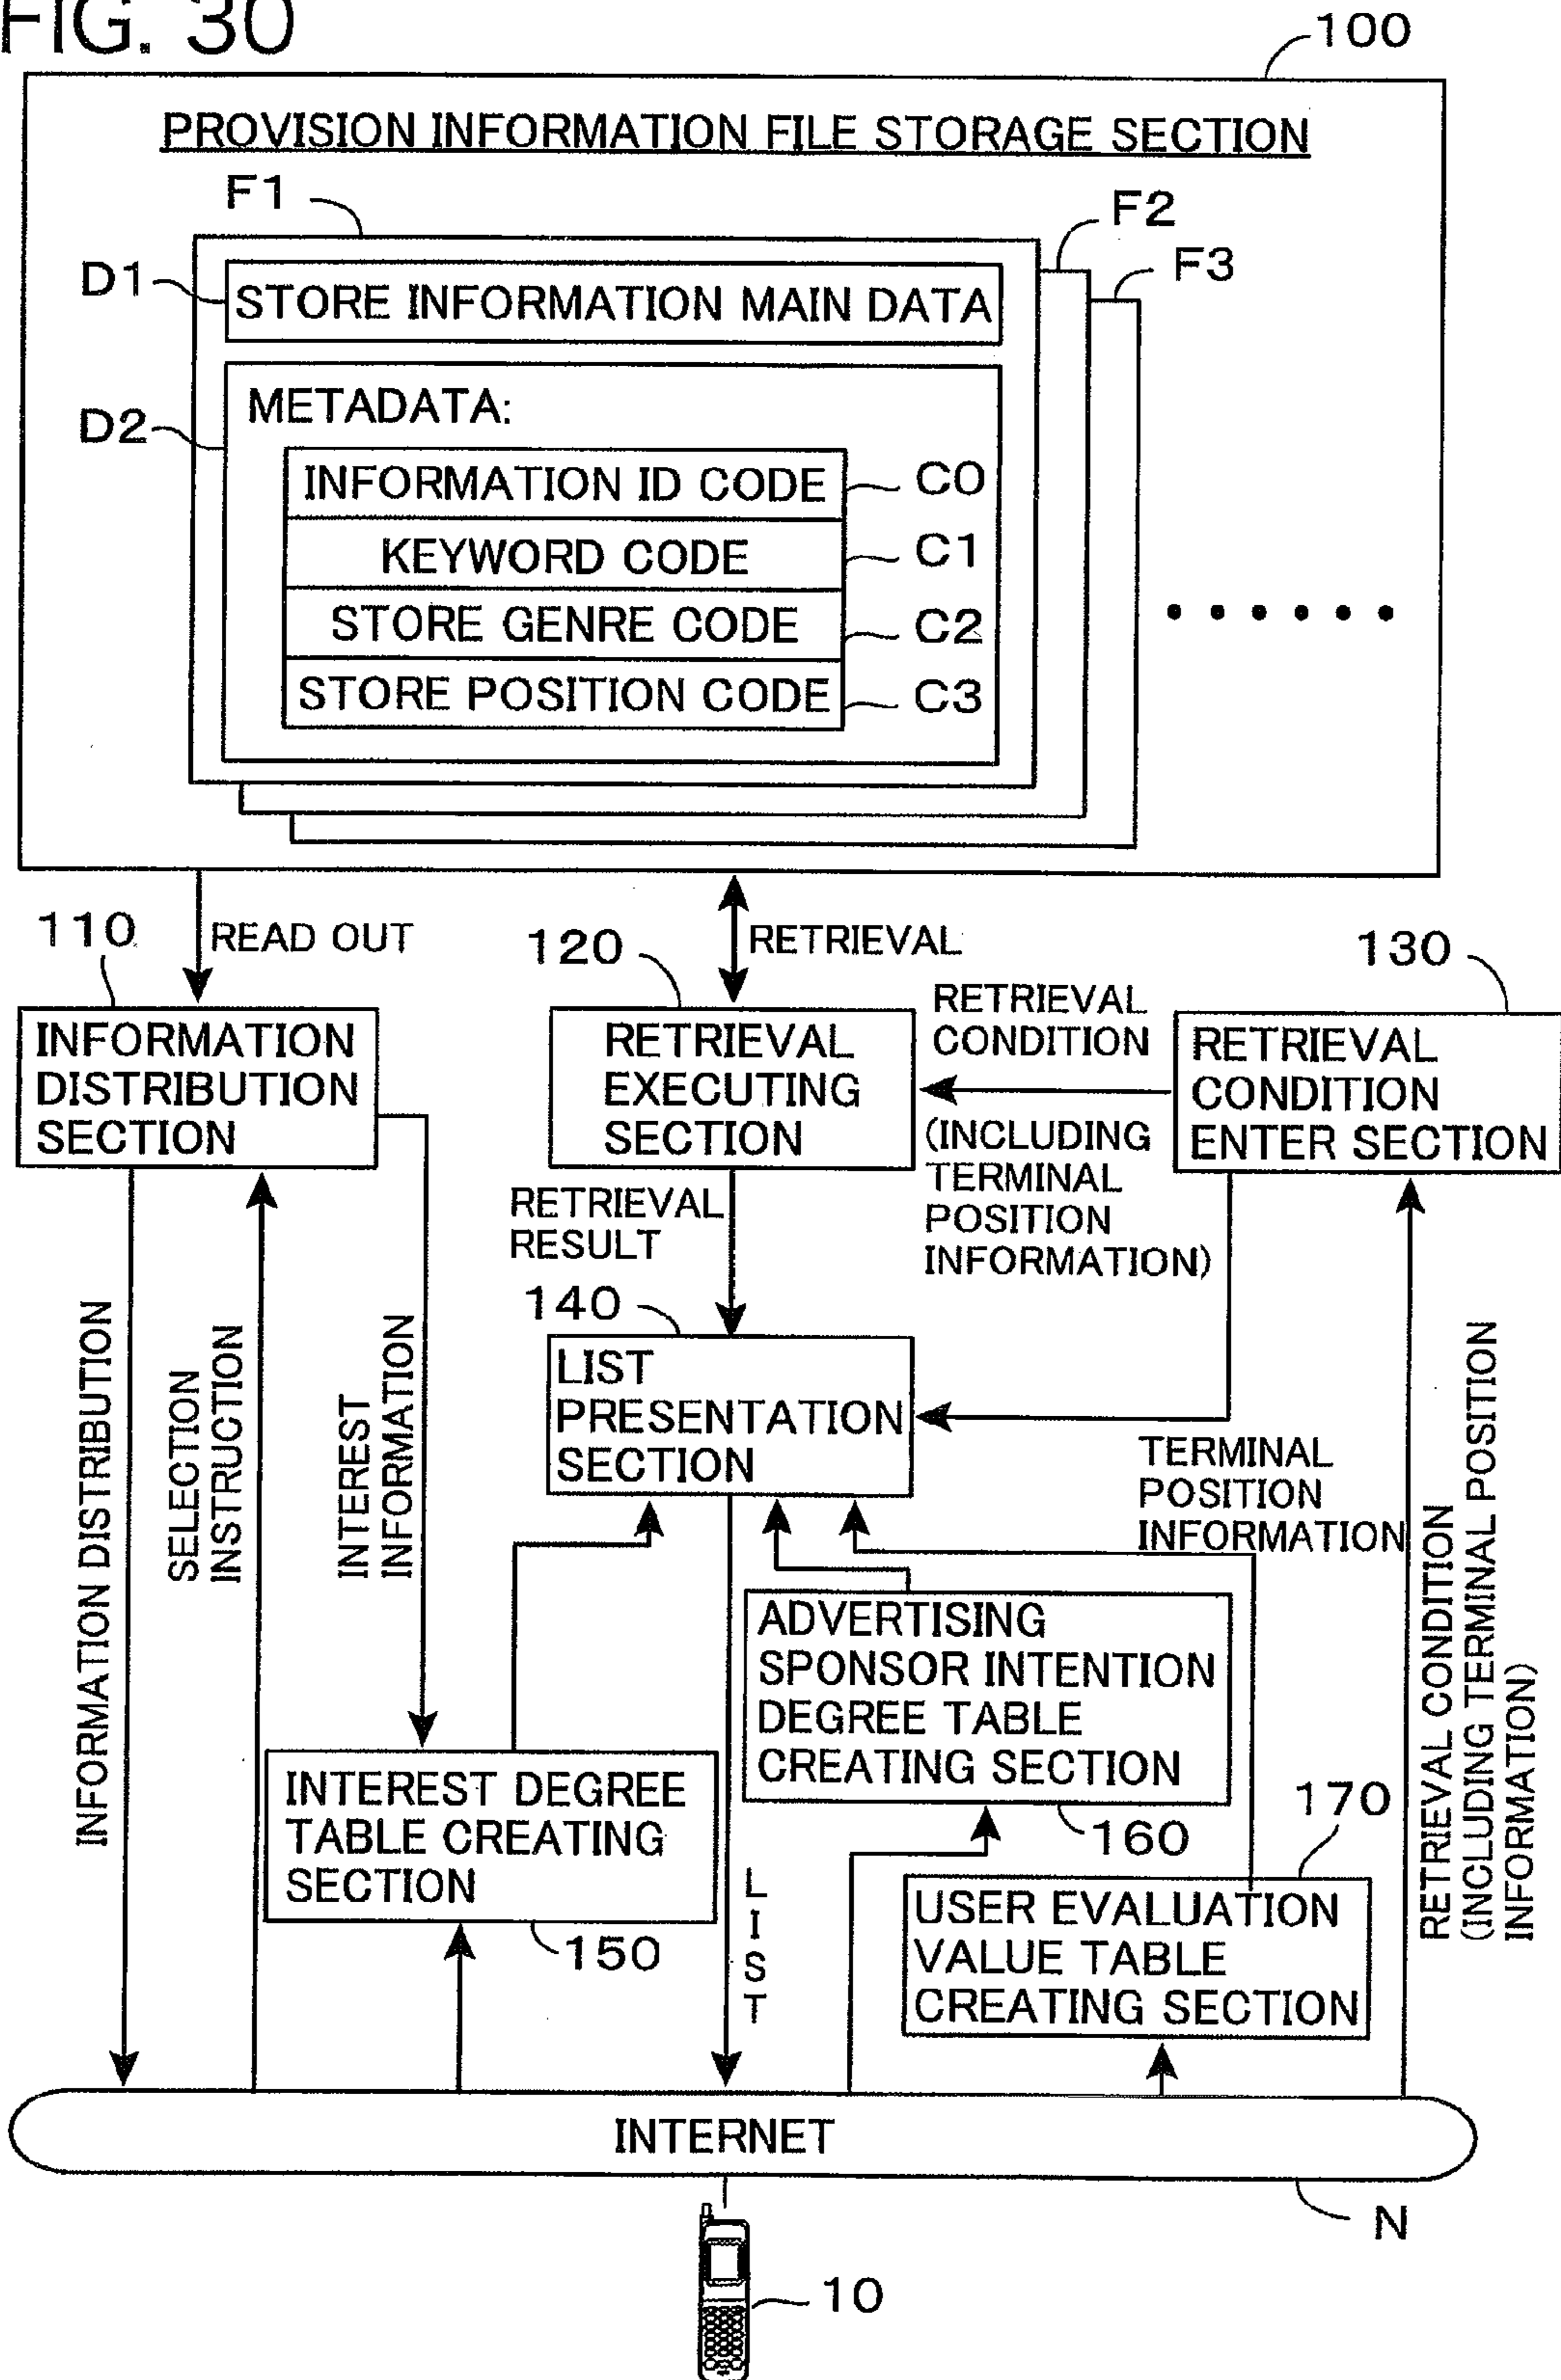 FIG. 30
100
PROVISION INFORMATION FILE STORAGE SECTION
F1
F2
F3
D1
STORE INFORMATION MAIN DATA
D2
METADATA:
INFORMATION ID CODE
C0
KEYWORD CODE
C1
STORE GENRE CODE
C2
STORE POSITION CODE
C3
110
READ OUT
120
RETRIEVAL
130
INFORMATION
DISTRIBUTION
SECTION
RETRIEVAL
EXECUTING
SECTION
RETRIEVAL
CONDITION
(INCLUDING
TERMINAL
POSITION
INFORMATION)
RETRIEVAL
CONDITION
ENTER SECTION
RETRIEVAL
RESULT
140
LIST
PRESENTATION
SECTION
INFORMATION DISTRIBUTION
SELECTION
INSTRUCTION
INTEREST
INFORMATION
TERMINAL
POSITION
INFORMATION
RETRIEVAL CONDITION
(INCLUDING TERMINAL POSITION
INFORMATION)
ADVERTISING
SPONSOR INTENTION
DEGREE TABLE
CREATING SECTION
160
170
INTEREST DEGREE
TABLE CREATING
SECTION
150
LIST
USER EVALUATION
VALUE TABLE
CREATING SECTION
INTERNET
N
10